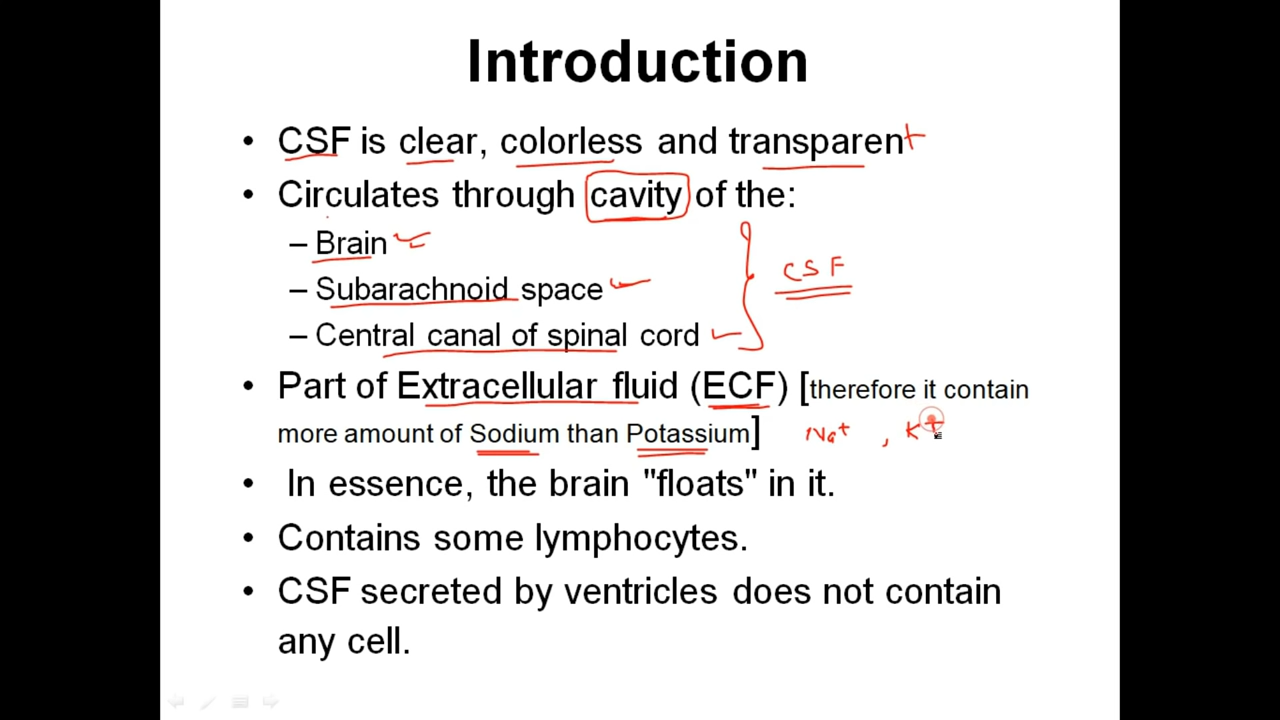 Introduction
• CSF is clear, colorless and transparent
• Circulates through cavity of the:
– Brain
– Subarachnoid space
CSF
– Central canal of spinal cord
• Part of Extracellular fluid (ECF) [therefore it contain
more amount of Sodium than Potassium] Na+ , K+
• In essence, the brain "floats" in it.
• Contains some lymphocytes.
• CSF secreted by ventricles does not contain
any cell.